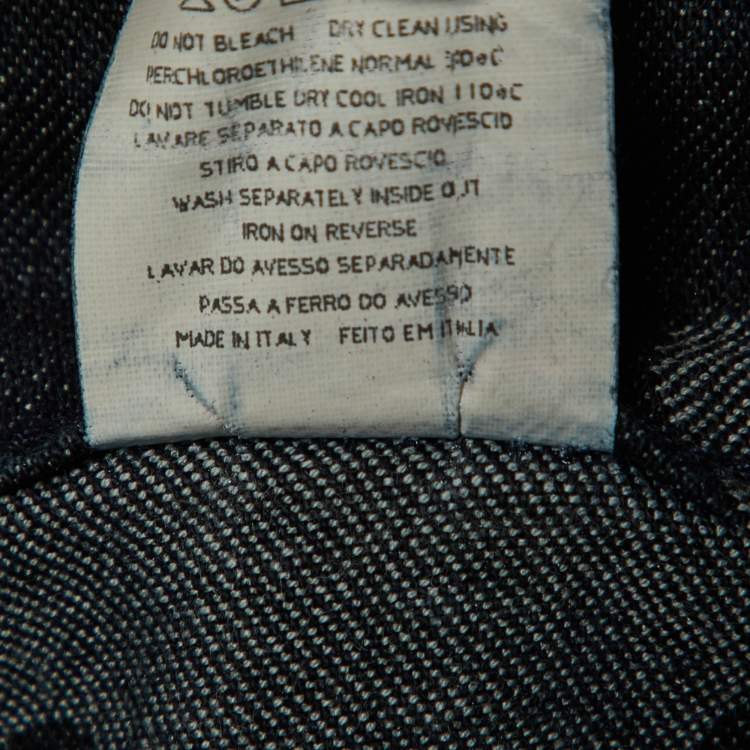 DO NOT BLEACH DRY CLEAN USING
PERCHLOROETHILENE NORMAL
DO NOT TUMBLE DRY COOL IRON 110°C
LAVARE SEPARATO A CAPO ROVESCIO
STIRO A CAPO ROVESCIO
WASH SEPARATELY INSIDE OUT
IRON ON REVERSE
LAVAR DO AVESSO SEPARADAMENTE
PASSA A FERRO DO AVESSO
MADE IN ITALY FEITO EM ITALIA